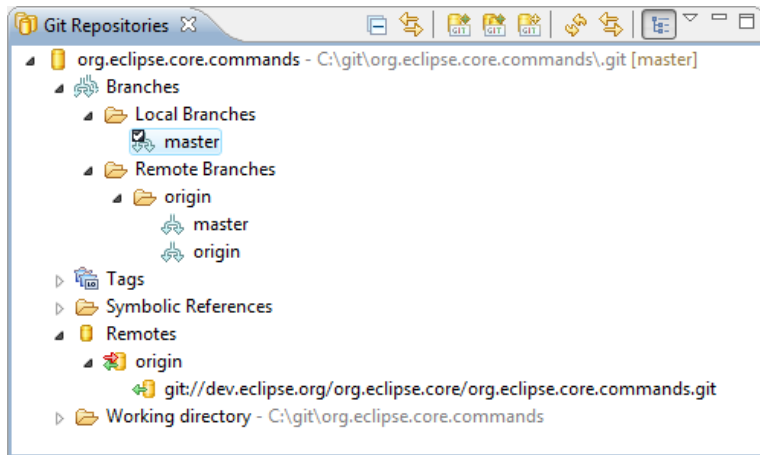 Git Repositories
org.eclipse.core.commands - C:\git\org.eclipse.core.commands\.git [master]
Branches
Local Branches
master
Remote Branches
origin
master
origin
Tags
Symbolic References
Remotes
origin
git://dev.eclipse.org/org.eclipse.core/org.eclipse.core.commands.git
Working directory - C:\git\org.eclipse.core.commands